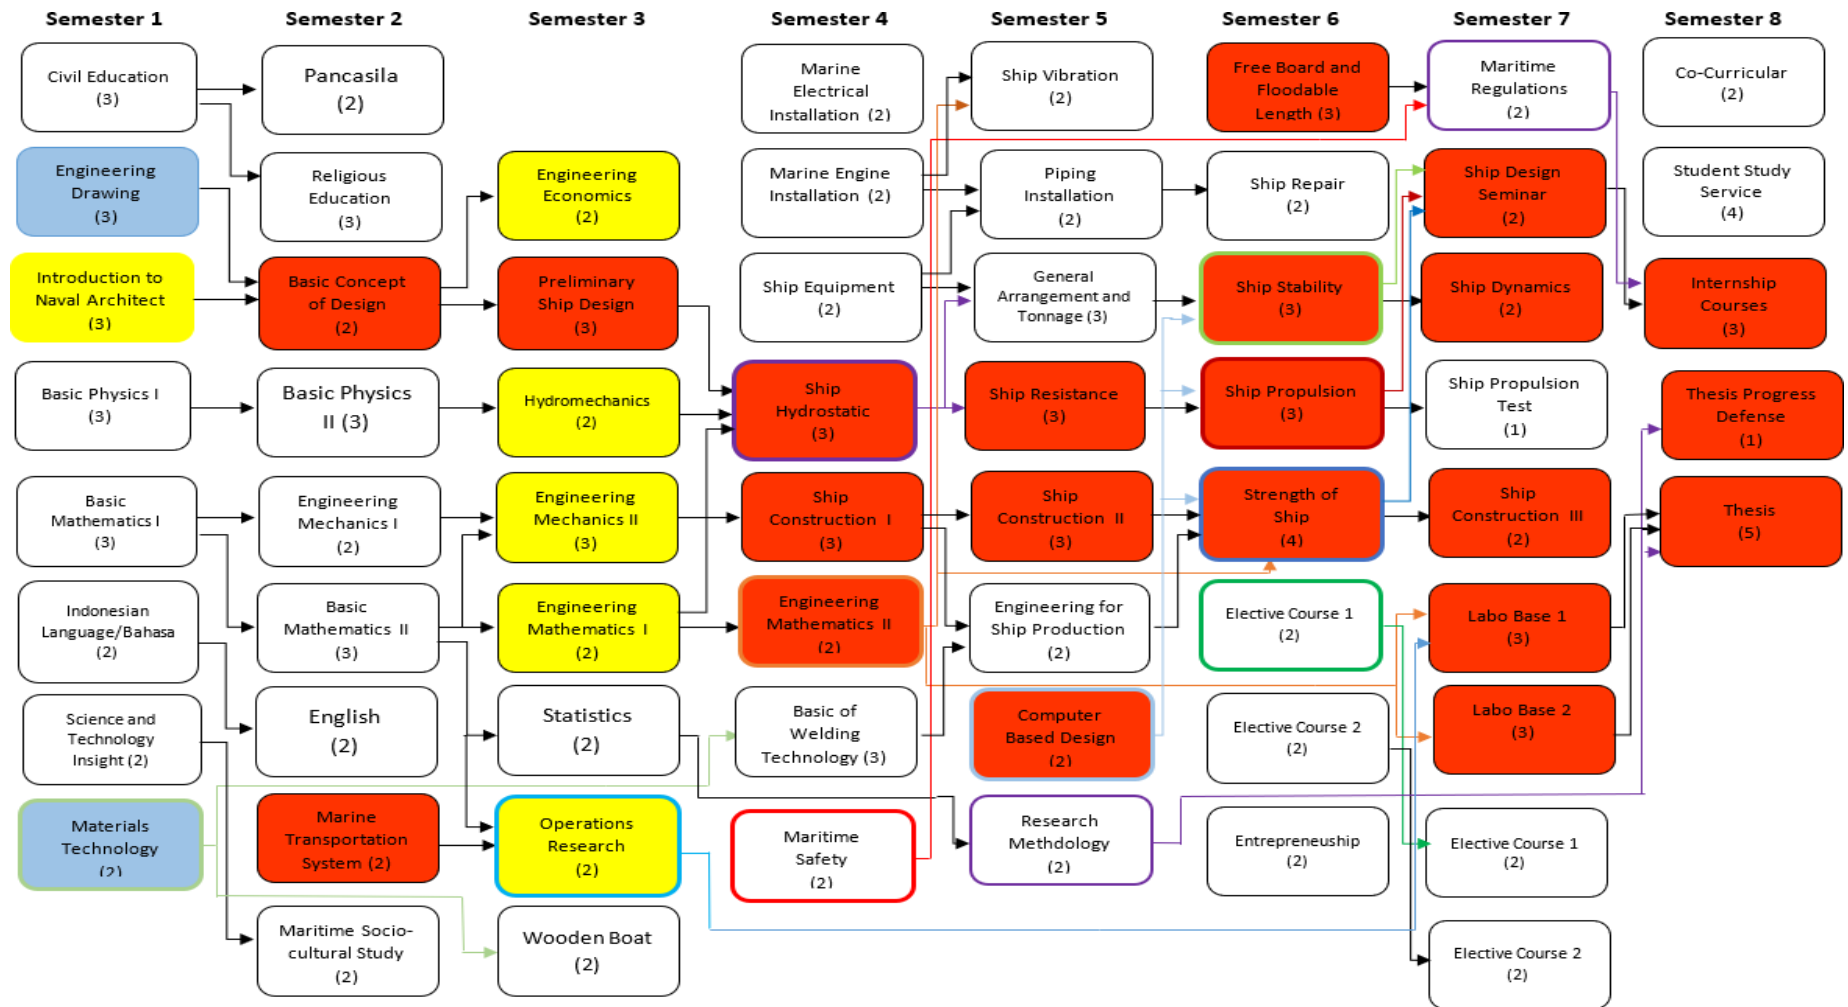 Semester 1
Semester 2
Semester 3
Semester 4
Semester 5
Semester 6
Semester 7
Semester 8
Civil Education
(3)
Engineering
Drawing
(3)
Introduction to
Naval Architect
(3)
Basic Physics I
(3)
Basic
Mathematics I
(3)
Indonesian
Language/Bahasa
(2)
Science and
Technology
Insight (2)
Materials
Technology
(2)
Pancasila
(2)
Religious
Education
(3)
Basic Concept
of Design
(2)
Basic Physics
II (3)
Engineering
Mechanics I
(2)
Basic
Mathematics II
(3)
English
(2)
Marine
Transportation
System (2)
Maritime Socio-
cultural Study
(2)
Engineering
Economics
(2)
Preliminary
Ship Design
(3)
Hydromechanics
(2)
Engineering
Mechanics II
(3)
Engineering
Mathematics I
(2)
Statistics
(2)
Operations
Research
(2)
Wooden Boat
(2)
Marine
Electrical
Installation (2)
Marine Engine
Installation (2)
Ship Equipment
(2)
Ship
Hydrostatic
(3)
Ship
Construction I
(3)
Engineering
Mathematics II
(2)
Basic of
Welding
Technology (3)
Maritime
Safety
(2)
Ship Vibration
(2)
Piping
Installation
(2)
General
Arrangement and
Tonnage (3)
Ship Resistance
(3)
Ship
Construction II
(3)
Engineering for
Ship Production
(2)
Computer
Based Design
(2)
Research
Methdology
(2)
Free Board and
Floodable
Length (3)
Ship Repair
(2)
Ship Stability
(3)
Ship Propulsion
(3)
Strength of
Ship
(4)
Elective Course 1
(2)
Elective Course 2
(2)
Entrepreneuship
(2)
Maritime
Regulations
(2)
Ship Design
Seminar
(2)
Ship Dynamics
(2)
Ship Propulsion
Test
(1)
Ship
Construction III
(2)
Labo Base 1
(3)
Labo Base 2
(3)
Elective Course 1
(2)
Elective Course 2
(2)
Co-Curricular
(2)
Student Study
Service
(4)
Internship
Courses
(3)
Thesis Progress
Defense
(1)
Thesis
(5)